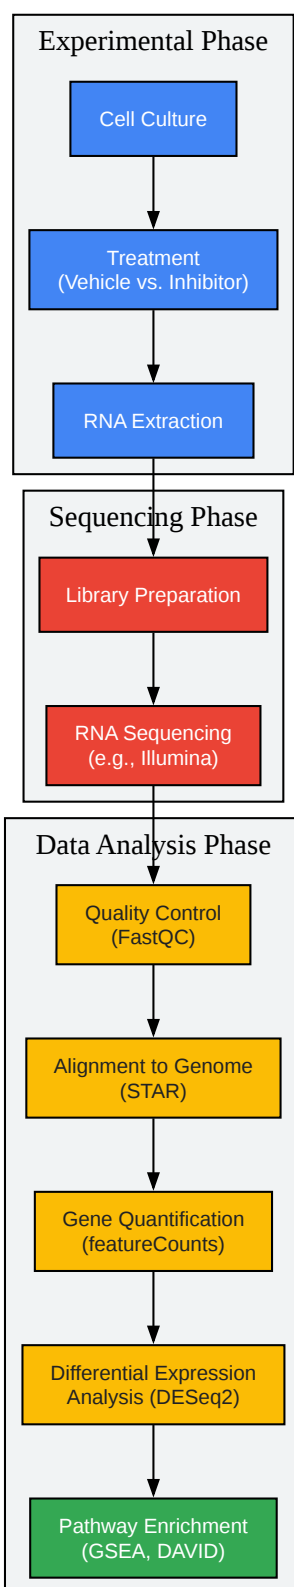 Experimental Phase
Cell Culture
Treatment
(Vehicle vs. Inhibitor)
RNA Extraction
Sequencing Phase
Library Preparation
RNA Sequencing
(e.g., Illumina)
Data Analysis Phase
Quality Control
(FastQC)
Alignment to Genome
(STAR)
Gene Quantification
(featureCounts)
Differential Expression
Analysis (DESeq2)
Pathway Enrichment
(GSEA, DAVID)